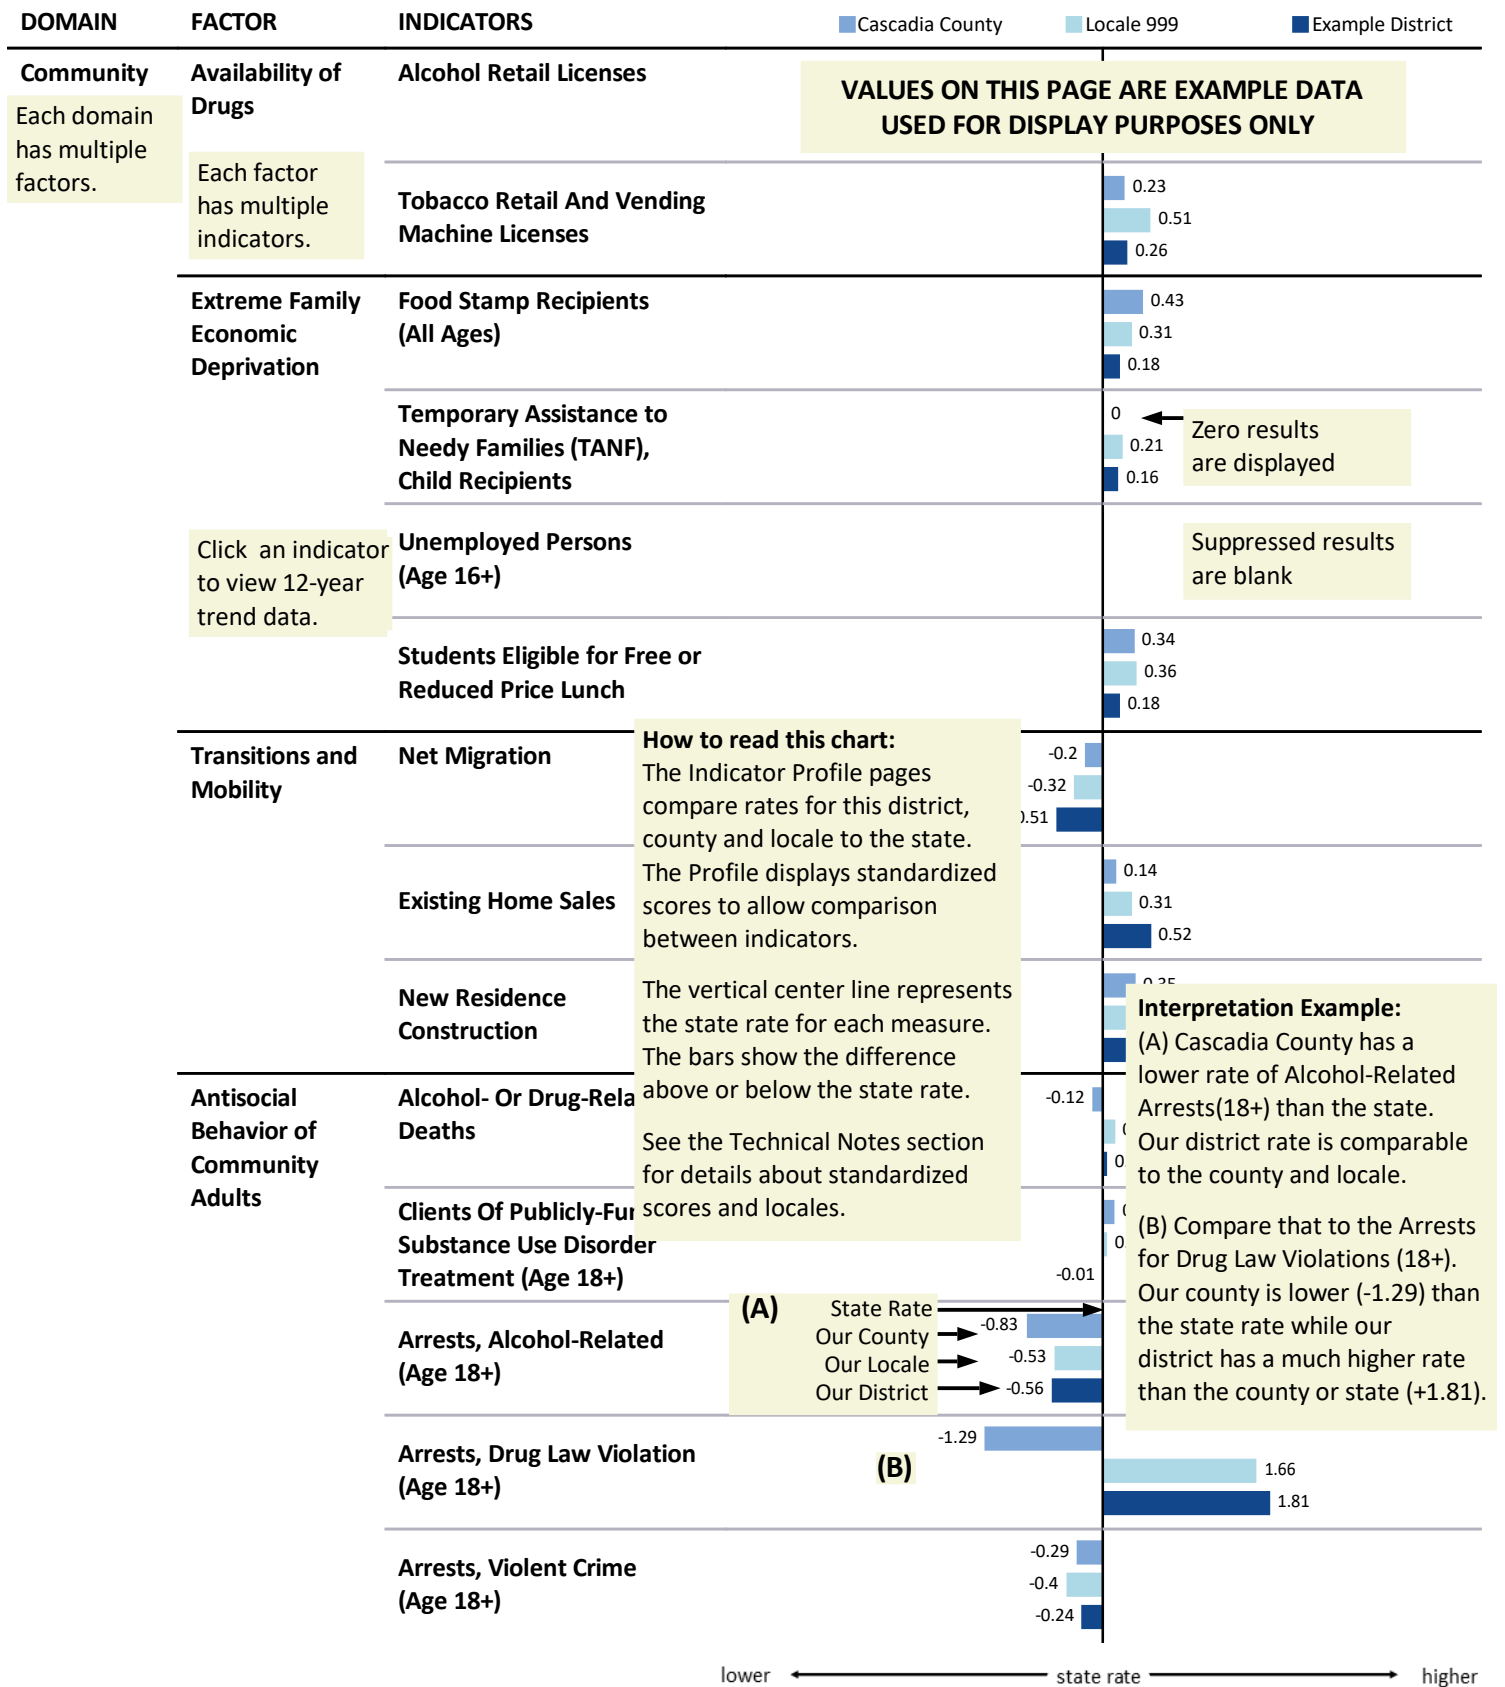 DOMAIN FACTOR INDICATORS Cascadia County Locale 999 Example District
Community
Each domain
has multiple
factors.
Availability of
Drugs
Each factor
has multiple
indicators.
Alcohol Retail Licenses
VALUES ON THIS PAGE ARE EXAMPLE DATA
USED FOR DISPLAY PURPOSES ONLY
Tobacco Retail And Vending
Machine Licenses
0.23
0.51
0.26
Extreme Family
Economic
Deprivation
Food Stamp Recipients
(All Ages)
0.43
0.31
0.18
Temporary Assistance to
Needy Families (TANF),
Child Recipients
0
0.21
0.16
Zero results
are displayed
Click an indicator
to view 12-year
trend data.
Unemployed Persons
(Age 16+)
Suppressed results
are blank
Students Eligible for Free or
Reduced Price Lunch
0.34
0.36
0.18
Transitions and
Mobility
Net Migration
-0.2
-0.32
0.51
How to read this chart:
The Indicator Profile pages
compare rates for this district,
county and locale to the state.
The Profile displays standardized
scores to allow comparison
between indicators.
The vertical center line represents
the state rate for each measure.
The bars show the difference
above or below the state rate.
See the Technical Notes section
for details about standardized
scores and locales.
Existing Home Sales
0.14
0.31
0.52
New Residence
Construction
Interpretation Example:
(A) Cascadia County has a
lower rate of Alcohol-Related
Arrests(18+) than the state.
Our district rate is comparable
to the county and locale.
(B) Compare that to the Arrests
for Drug Law Violations (18+).
Our county is lower (-1.29) than
the state rate while our
district has a much higher rate
than the county or state (+1.81).
Antisocial
Behavior of
Community
Adults
Alcohol- Or Drug-Rela
Deaths
-0.12
Clients Of Publicly-Fu
Substance Use Disorder
Treatment (Age 18+)
-0.01
Arrests, Alcohol-Related
(Age 18+)
(A)
State Rate
Our County
Our Locale
Our District
-0.83
-0.53
-0.56
Arrests, Drug Law Violation
(Age 18+)
-1.29
(B)
1.66
1.81
Arrests, Violent Crime
(Age 18+)
-0.29
-0.4
-0.24
lower state rate higher